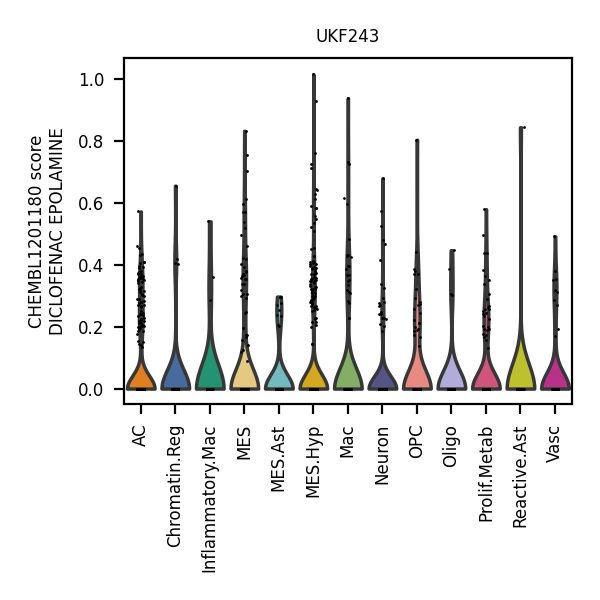 UKF243
CHEMBL1201180 score
DICLOFENAC EPOLAMINE
1.0
0.8
0.6
0.4
0.2
0.0
AC
Chromatin.Reg
Inflammatory.Mac
MES
MES.Ast
MES.Hyp
Mac
Neuron
OPC
Oligo
Prolif.Metab
Reactive.Ast
Vasc